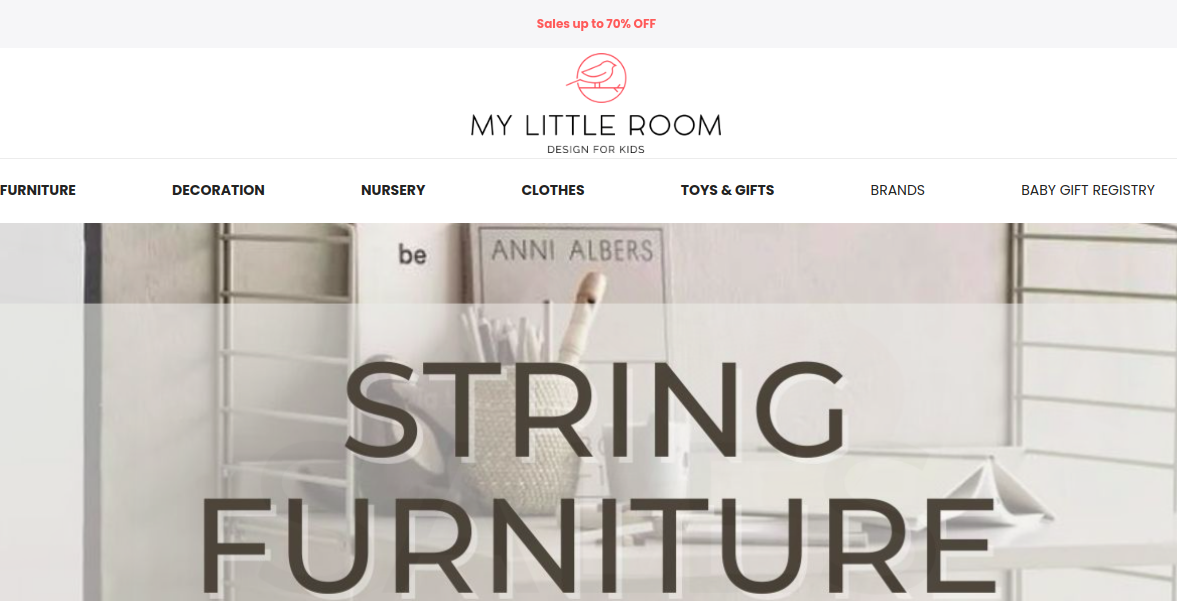 Sales up to 70% OFF
MY LITTLE ROOM
DESIGN FOR KIDS
FURNITURE DECORATION NURSERY CLOTHES TOYS & GIFTS BRANDS BABY GIFT REGISTRY
be
ANNI ALBERS
STRING
FURNITURE